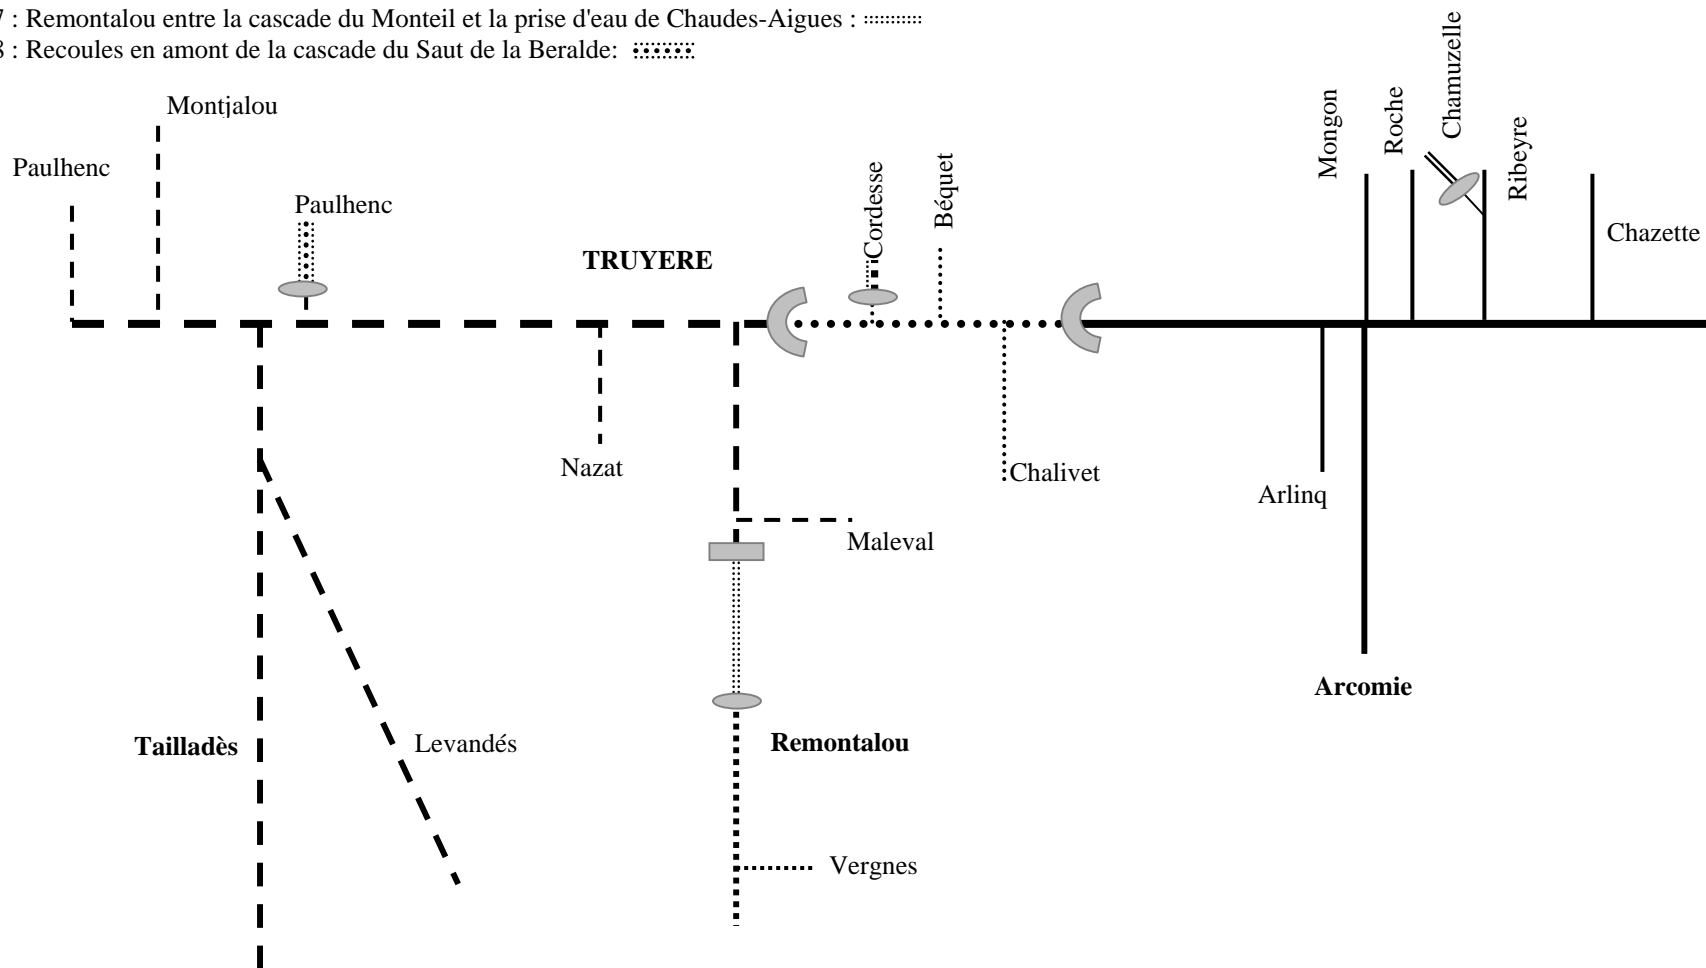 7 : Remontalou entre la cascade du Monteil et la prise d'eau de Chaudes-Aigues :
8 : Recoules en amont de la cascade du Saut de la Beralde:
Montjalou
Paulhenc
Paulhenc
TRUYERE
Cordesse
Béquet
Mongon
Roche
Chamuzelle
Ribeyre
Chazette
Nazat
Chalivet
Arlinq
Maleval
Arcomie
Tailladès
Levandés
Remontalou
Vergnes